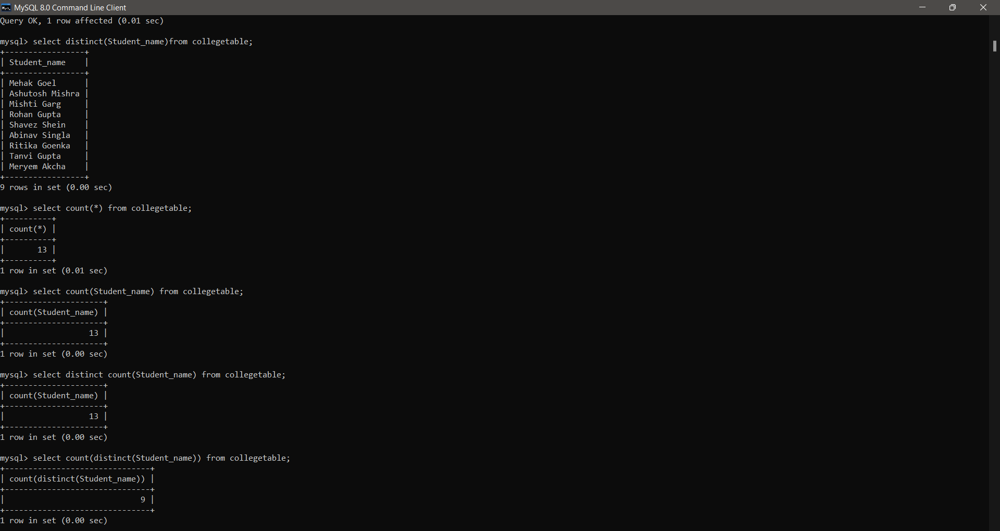 MySQL 8.0 Command Line Client
Query OK, 1 row affected (0.01 sec)
mysql> select distinct(Student_name)from collegetable;
+-----------------+
| Student_name    |
+-----------------+
| Mehak Goel      |
| Ashutosh Mishra |
| Mishti Garg     |
| Rohan Gupta     |
| Shavez Shein    |
| Abinav Singla   |
| Ritika Goenka   |
| Tanvi Gupta     |
| Meryem Akcha    |
+-----------------+
9 rows in set (0.00 sec)
mysql> select count(*) from collegetable;
+----------+
| count(*) |
+----------+
|       13 |
+----------+
1 row in set (0.01 sec)
mysql> select count(Student_name) from collegetable;
+---------------------+
| count(Student_name) |
+---------------------+
|                  13 |
+---------------------+
1 row in set (0.00 sec)
mysql> select distinct count(Student_name) from collegetable;
+---------------------+
| count(Student_name) |
+---------------------+
|                  13 |
+---------------------+
1 row in set (0.00 sec)
mysql> select count(distinct(Student_name)) from collegetable;
+-------------------------------+
| count(distinct(Student_name)) |
+-------------------------------+
|                             9 |
+-------------------------------+
1 row in set (0.00 sec)